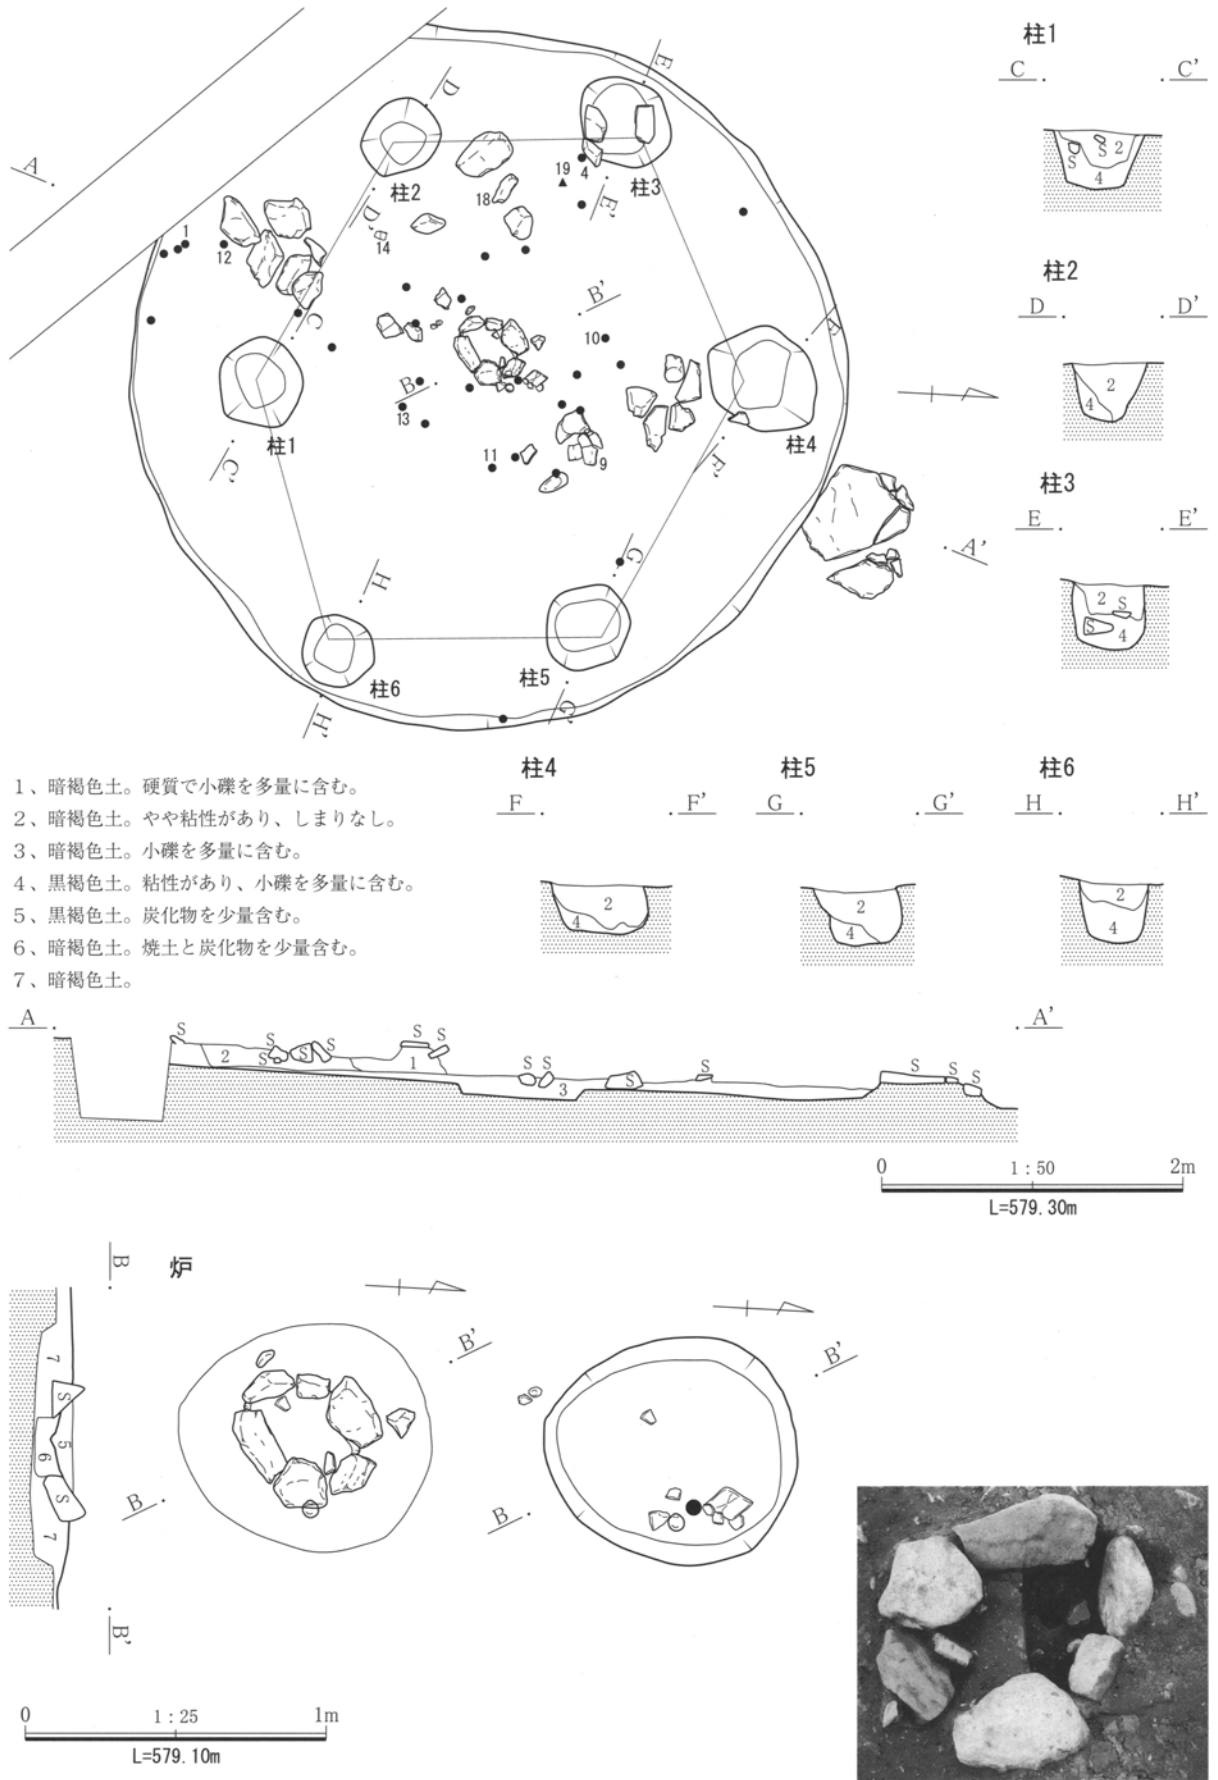 柱1
C C'
S S 2
4
柱2
D D'
2
4
柱3
E E'
2 S
S 4
A
D
E
柱2
19 4
柱3
E'
18
D'
14
1
12
C
B'
10
F
B
13
柱1
C'
柱4
11
9
F'
A'
G
H
柱5
柱6
G'
H'
1、暗褐色土。硬質で小礫を多量に含む。
2、暗褐色土。やや粘性があり、しまりなし。
3、暗褐色土。小礫を多量に含む。
4、黒褐色土。粘性があり、小礫を多量に含む。
5、黒褐色土。炭化物を少量含む。
6、暗褐色土。焼土と炭化物を少量含む。
7、暗褐色土。
柱4
F F'
2
4
柱5
G G'
2
4
柱6
H H'
2
4
A A'
S 2 S S S S S S 1 S S 3 S S S S S
0 1:50 2m
L=579.30m
炉
B
7 S 5 6 S 7
B'
B B'
B B'
0 1:25 1m
L=579.10m